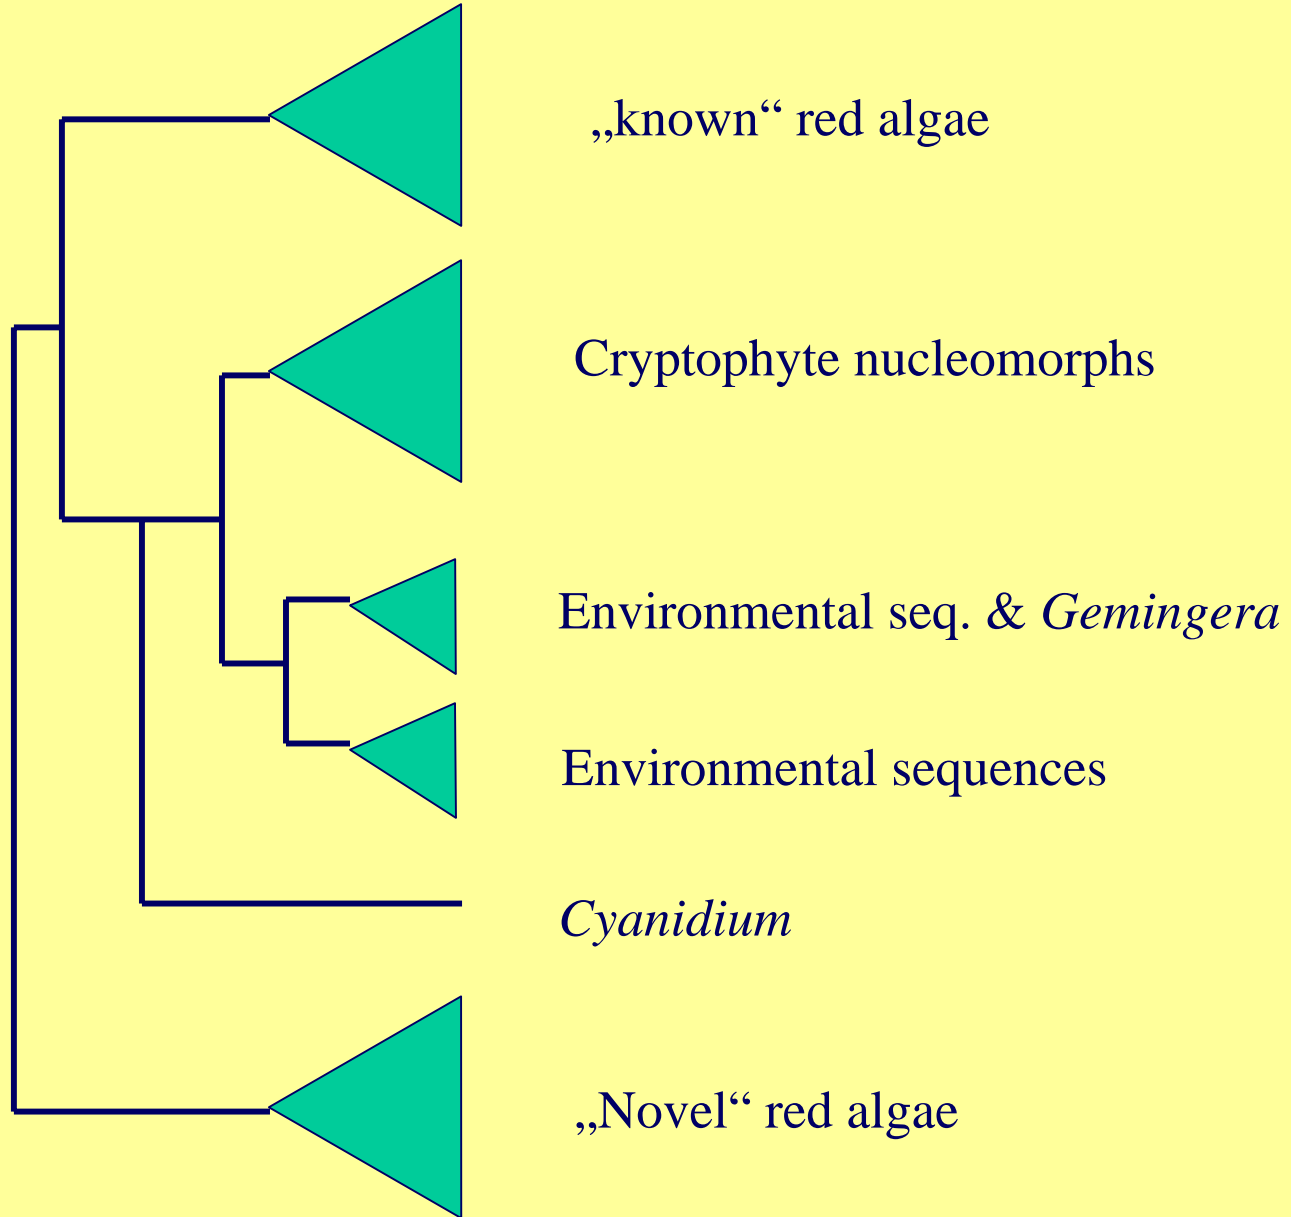 „known“ red algae
Cryptophyte nucleomorphs
Environmental seq. & Gemingera
Environmental sequences
Cyanidium
„Novel“ red algae